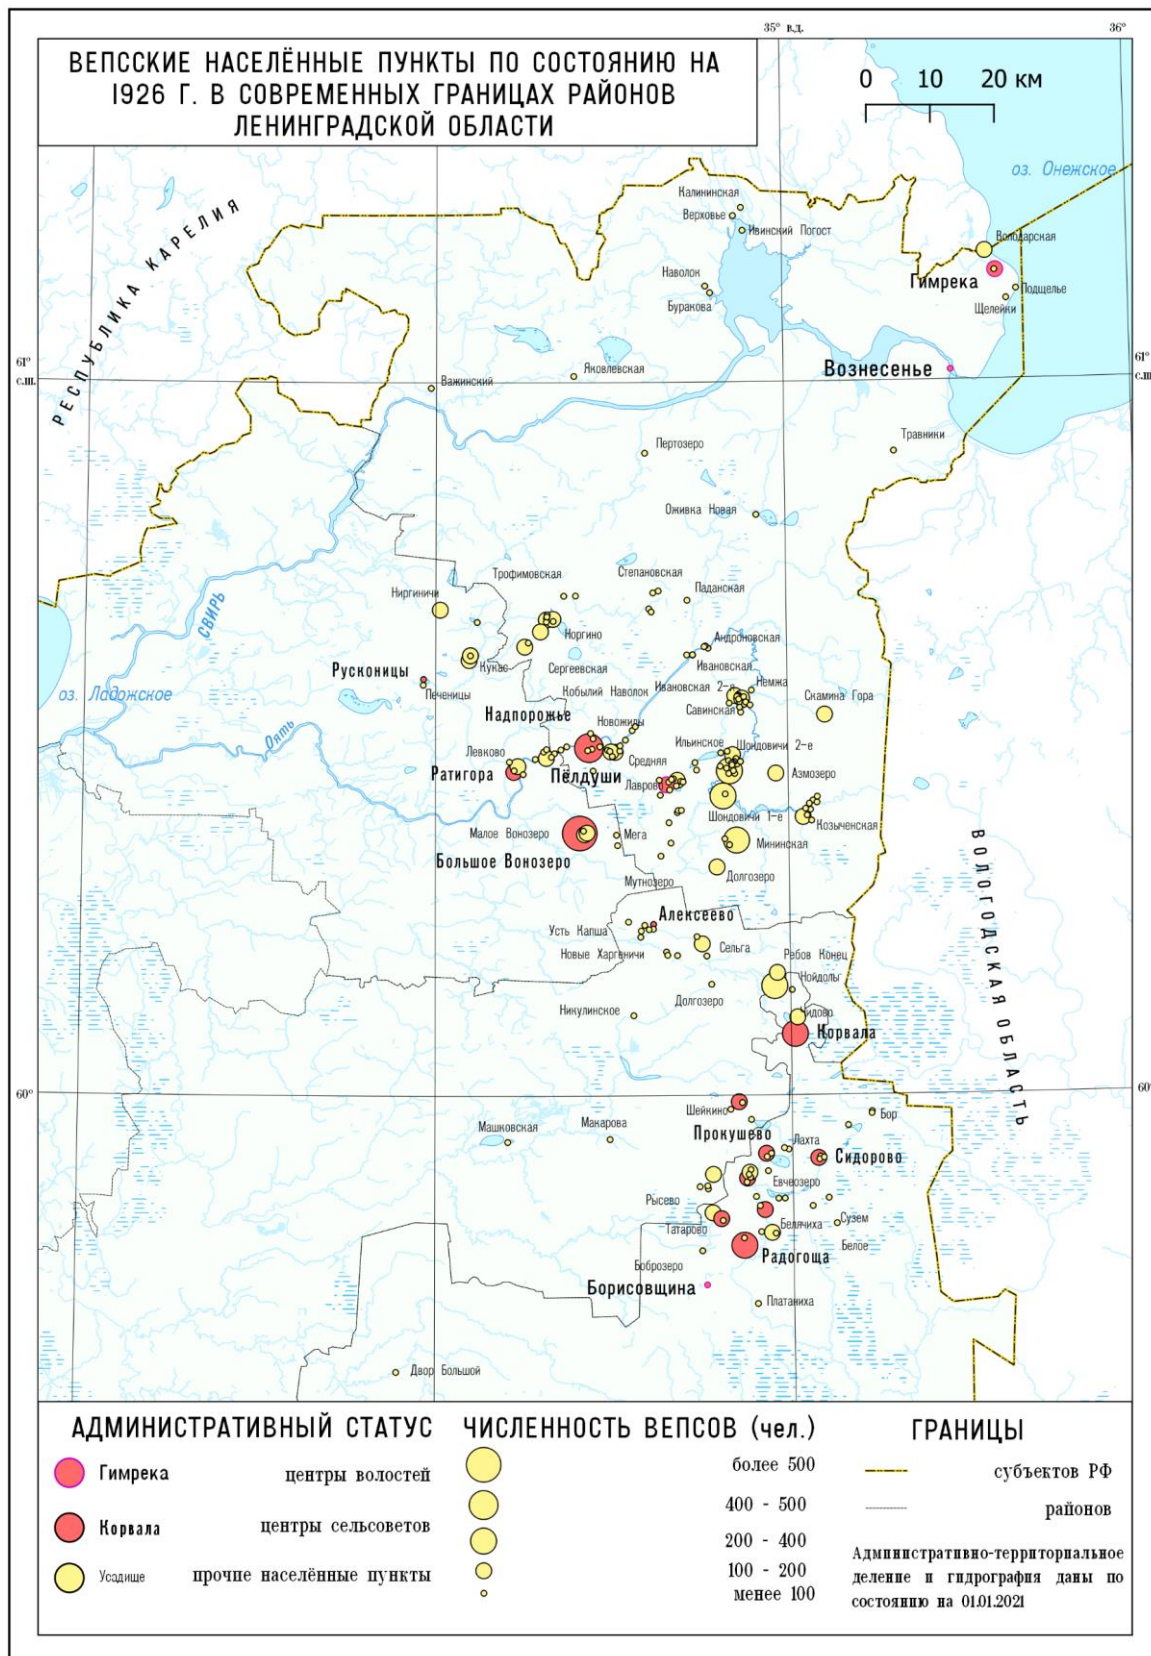 35° в.д.
36°
ВЕПССКИЕ НАСЕЛЁННЫЕ ПУНКТЫ ПО СОСТОЯНИЮ НА
1926 Г. В СОВРЕМЕННЫХ ГРАНИЦАХ РАЙОНОВ
ЛЕНИНГРАДСКОЙ ОБЛАСТИ
0 10 20 КМ
оз. Онежское
РЕСПУБЛИКА КАРЕЛИЯ
Калининская
Верховье
Ивинский Погост
Володарская
Гимрека
Подщелье
Щелейки
Наволок
Буракова
61°
с.ш.
61°
с.ш.
Вознесенье
Яковлевская
Важинский
Травники
Пертозеро
Оживка Новая
Трофимовская
Степановская
Паданская
Ниргиничи
СВИРЬ
Норгино
Андроновская
Кукас
Сергеевская
Ивановская
Русконицы
Печеницы
Кобылий Наволок
Ивановская 2-я
Немжа
Скамина Гора
оз. Ладожское
Савинская
Надпорожье
Новожилы
Оять
Левково
Средняя
Ильинское
Шондовичи 2-е
Ратигора
Пёлдуши
Лаврово
Азмозеро
Шондовичи 1-е
Козыченская
Малое Вонозеро
Мега
Мининская
Большое Вонозеро
Мутнозеро
Долгозеро
ВОЛОГОДСКАЯ ОБЛАСТЬ
Алексеево
Усть Капша
Новые Харгеничи
Сельга
Ребов Конец
Нойдолы
Долгозеро
Никулинское
Нидово
Корвала
60°
60°
Шейкино
Бор
Машковская
Макарова
Прокушево
Лахта
Сидорово
Евчеозеро
Рысево
Татарово
Белячиха
Сузем
Белое
Радогоща
Боброзеро
Борисовщина
Платаниха
Двор Большой
АДМИНИСТРАТИВНЫЙ СТАТУС
Гимрека центры волостей
Корвала центры сельсоветов
Усадище прочие населённые пункты
ЧИСЛЕННОСТЬ ВЕПСОВ (чел.)
более 500
400 - 500
200 - 400
100 - 200
менее 100
ГРАНИЦЫ
субъектов РФ
районов
Административно-территориальное
деление и гидрография даны по
состоянию на 01.01.2021